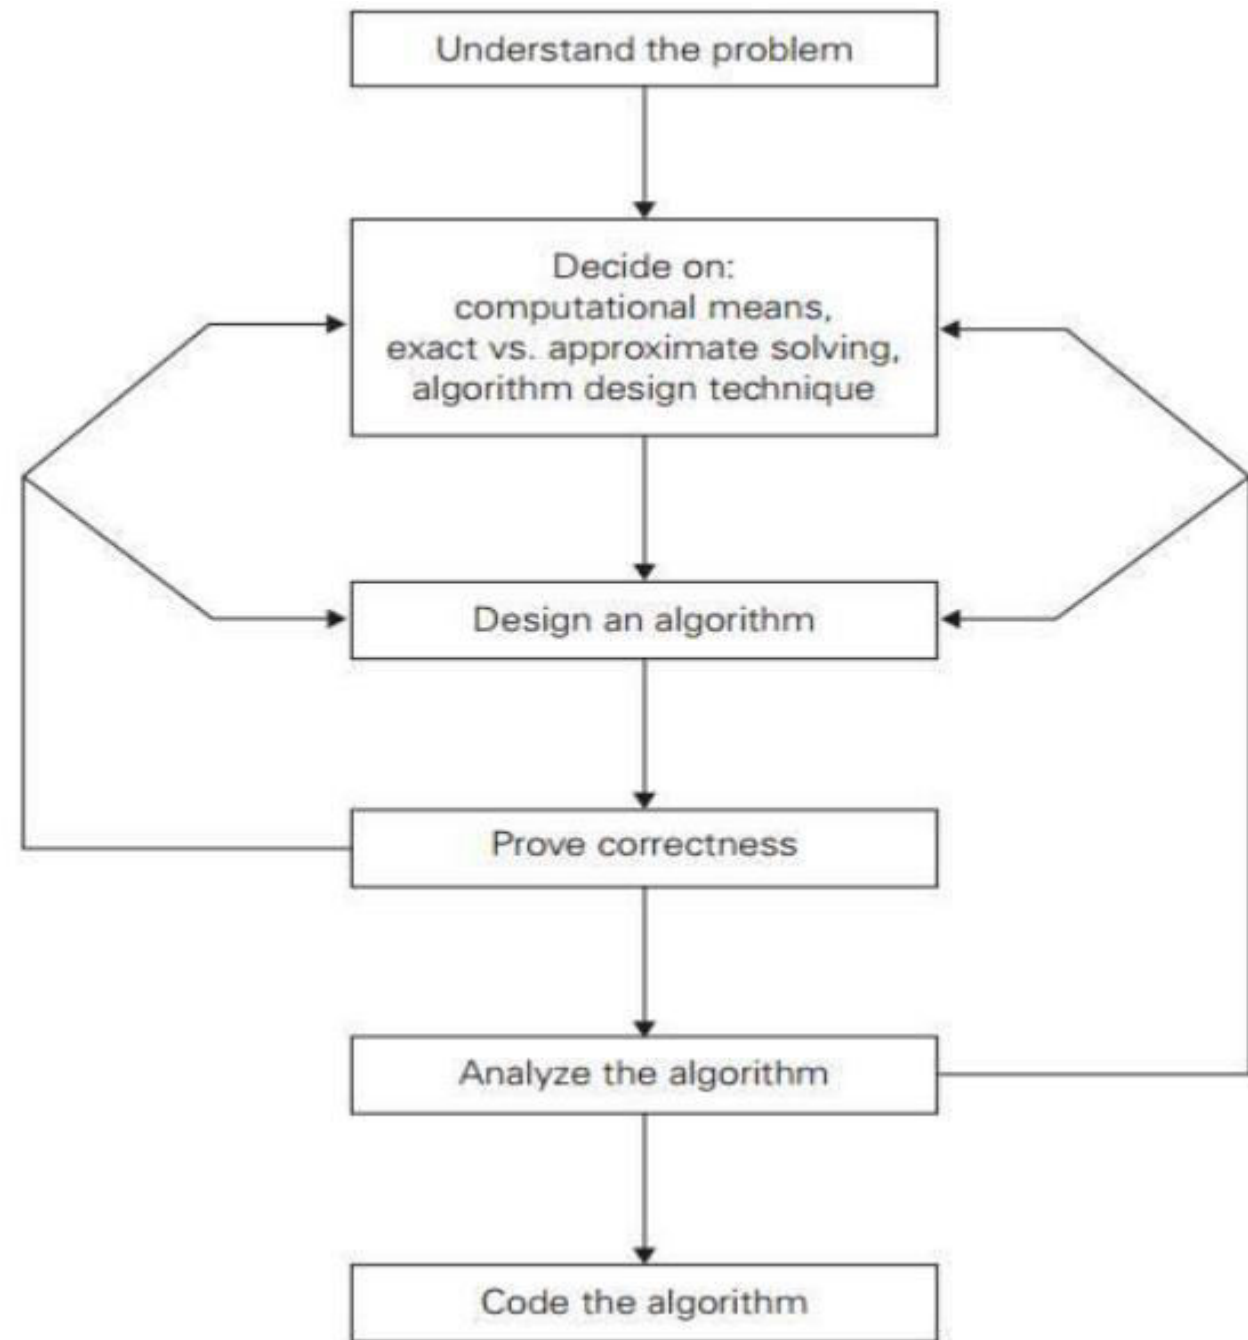 Understand the problem
Decide on:
computational means,
exact vs. approximate solving,
algorithm design technique
Design an algorithm
Prove correctness
Analyze the algorithm
Code the algorithm